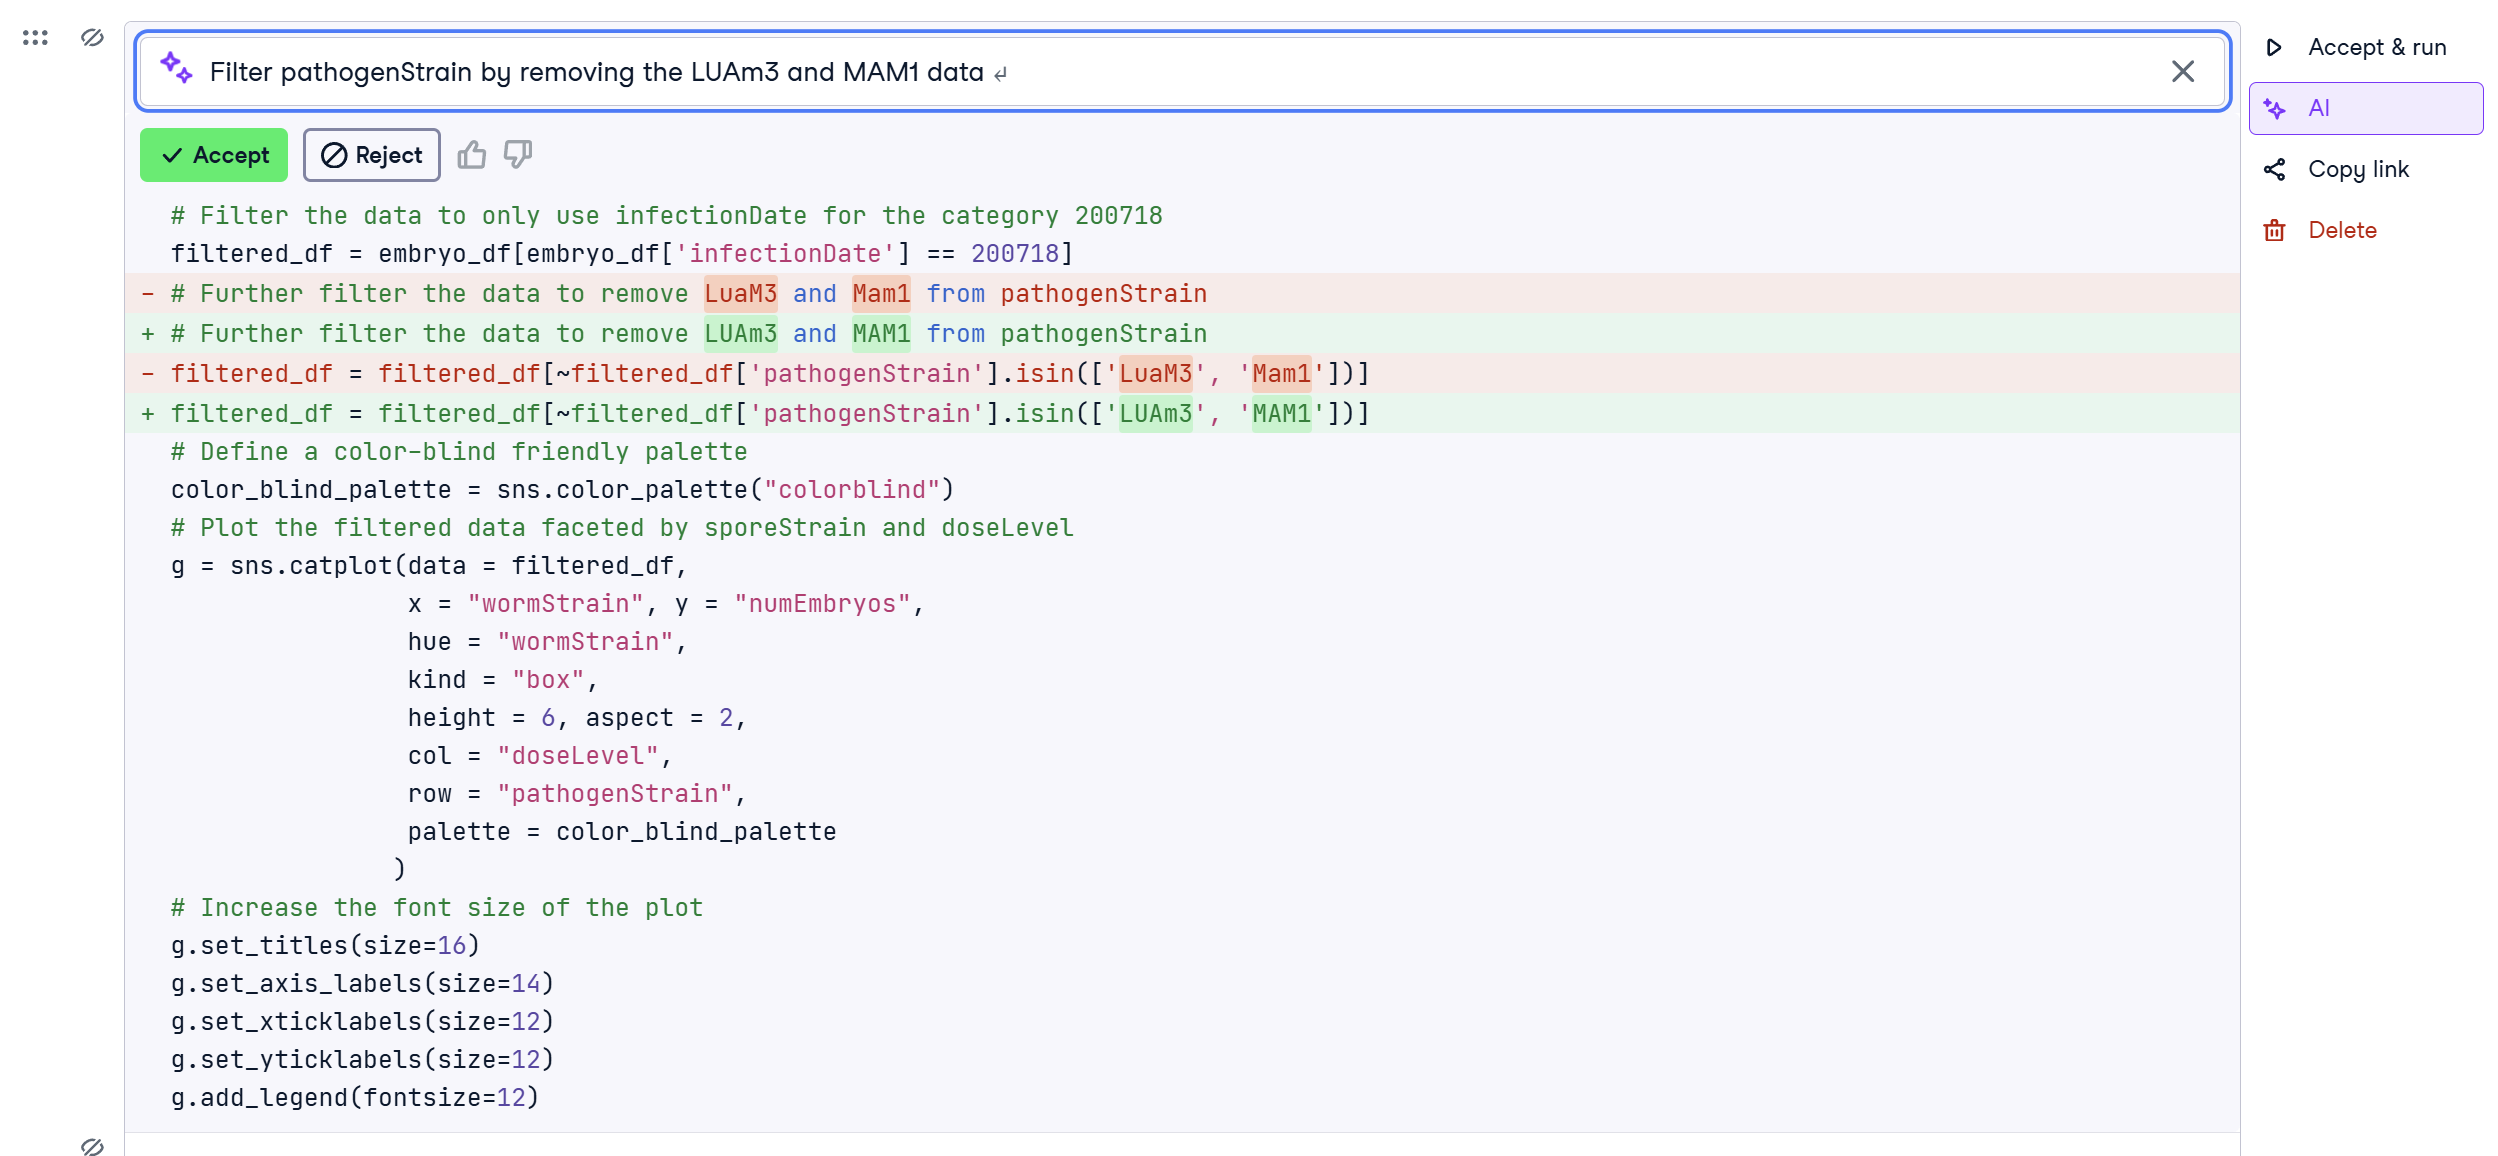 Filter pathogenStrain by removing the LUAm3 and MAM1 data ↵
Accept Reject
# Filter the data to only use infectionDate for the category 200718
filtered_df = embryo_df[embryo_df['infectionDate'] == 200718]
- # Further filter the data to remove LuaM3 and Mam1 from pathogenStrain
+ # Further filter the data to remove LUAm3 and MAM1 from pathogenStrain
- filtered_df = filtered_df[~filtered_df['pathogenStrain'].isin(['LuaM3', 'Mam1'])]
+ filtered_df = filtered_df[~filtered_df['pathogenStrain'].isin(['LUAm3', 'MAM1'])]
# Define a color-blind friendly palette
color_blind_palette = sns.color_palette("colorblind")
# Plot the filtered data faceted by sporeStrain and doseLevel
g = sns.catplot(data = filtered_df,
x = "wormStrain", y = "numEmbryos",
hue = "wormStrain",
kind = "box",
height = 6, aspect = 2,
col = "doseLevel",
row = "pathogenStrain",
palette = color_blind_palette
)
# Increase the font size of the plot
g.set_titles(size=16)
g.set_axis_labels(size=14)
g.set_xticklabels(size=12)
g.set_yticklabels(size=12)
g.add_legend(fontsize=12)
Accept & run
AI
Copy link
Delete